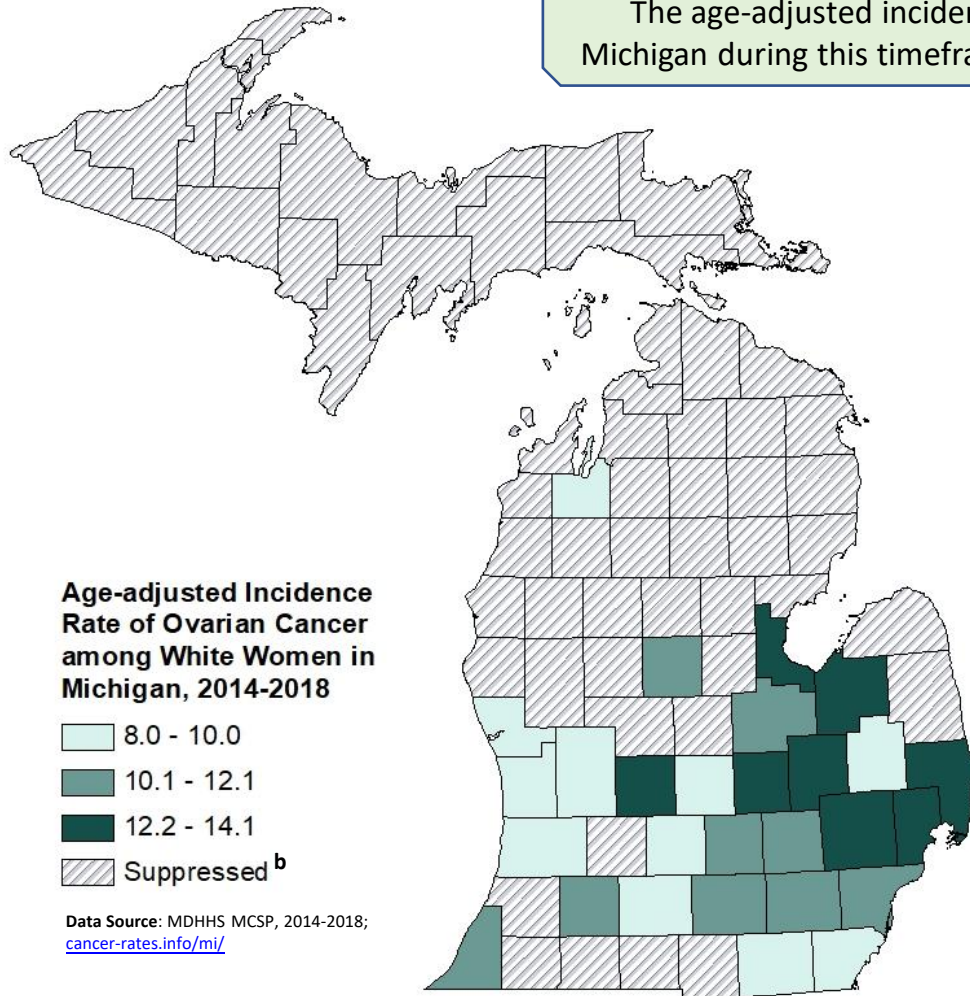 The age-adjusted inciden
Michigan during this timefra
Age-adjusted Incidence
Rate of Ovarian Cancer
among White Women in
Michigan, 2014-2018
8.0 - 10.0
10.1 - 12.1
12.2 - 14.1
Suppressed b
Data Source: MDHHS MCSP, 2014-2018;
cancer-rates.info/mi/